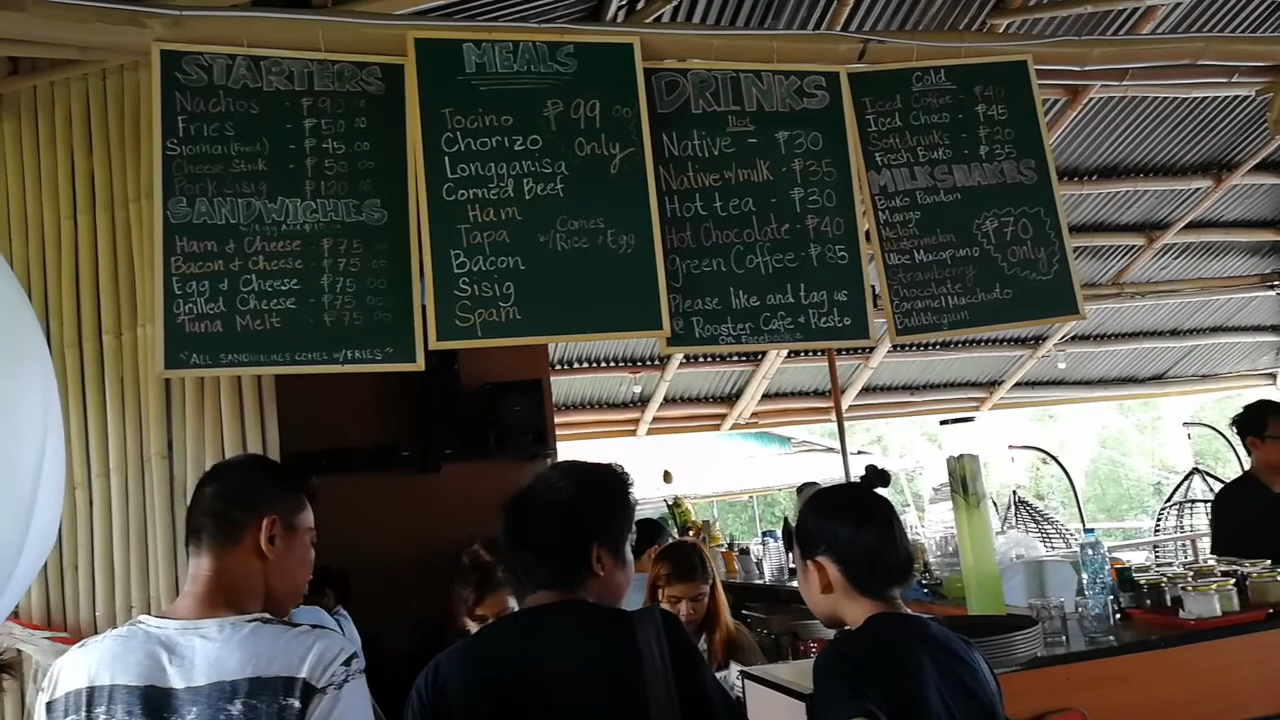 STARTERS
Nachos - ₱90.00
Fries - ₱50.00
Siomai (Fried) - ₱45.00
Cheese Stick - ₱50.00
Pork Sisig - ₱120.00
SANDWICHES
w/Egg Add ₱10
Ham & Cheese - ₱75.00
Bacon & Cheese - ₱75.00
Egg & Cheese - ₱75.00
grilled Cheese - ₱75.00
Tuna Melt - ₱75.00
"ALL SANDWICHES COMES W/FRIES"
MEALS
Tocino ₱99.00
Chorizo Only
Longganisa
Corned Beef
Ham
Tapa
Comes
w/Rice & Egg
Bacon
Sisig
Spam
DRINKS
Hot
Native - ₱30
Native w/milk - ₱35
Hot tea - ₱30
Hot Chocolate - ₱40
green Coffee - ₱85
Please like and tag us
@ Rooster Cafe & Resto
On Facebook
Cold
Iced Coffee - ₱40
Iced Choco - ₱45
Softdrinks - ₱20
Fresh Buko - ₱35
MILKSHAKES
Buko Pandan
Mango
Melon
Watermelon
Ube Macapuno
Strawberry
Chocolate
Caramel Macchiato
Bubblegum
₱70
only